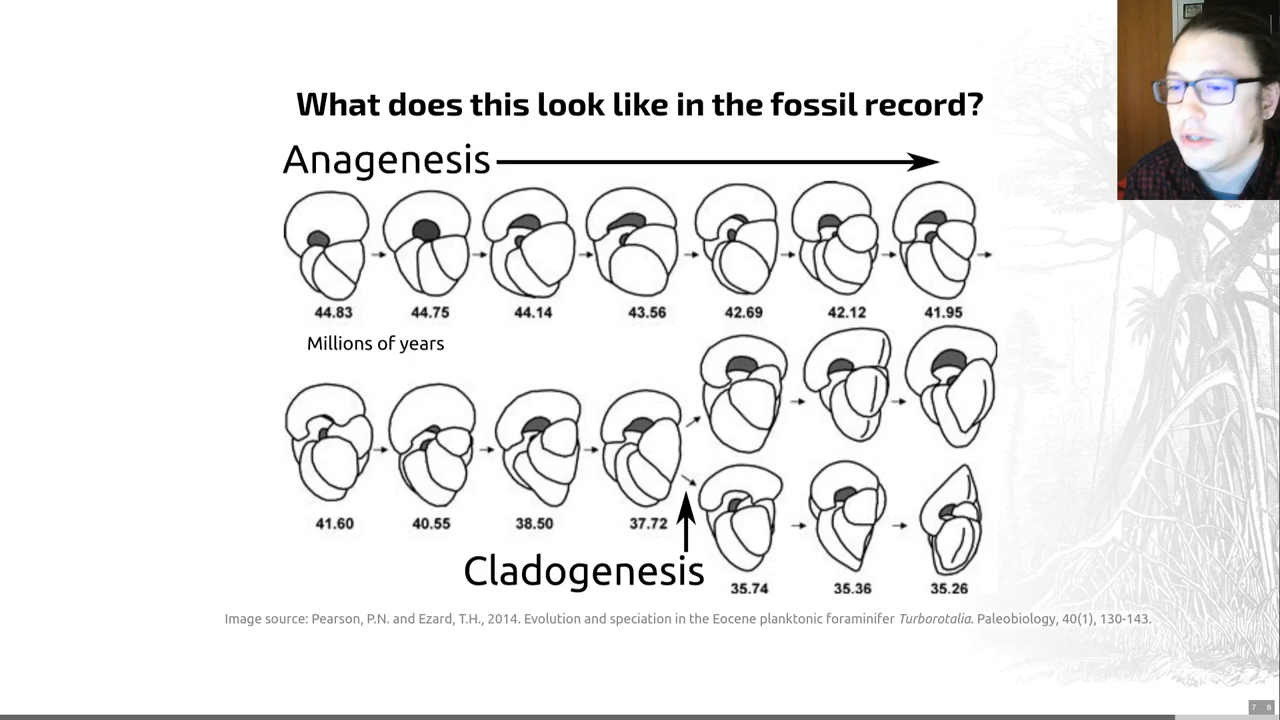 What does this look like in the fossil record?
Anagenesis
44.83 44.75 44.14 43.56 42.69 42.12 41.95
Millions of years
41.60 40.55 38.50 37.72
Cladogenesis
35.74 35.36 35.26
Image source: Pearson, P.N. and Ezard, T.H., 2014. Evolution and speciation in the Eocene planktonic foraminifer Turborotalia. Paleobiology, 40(1), 130-143.
7 . 8